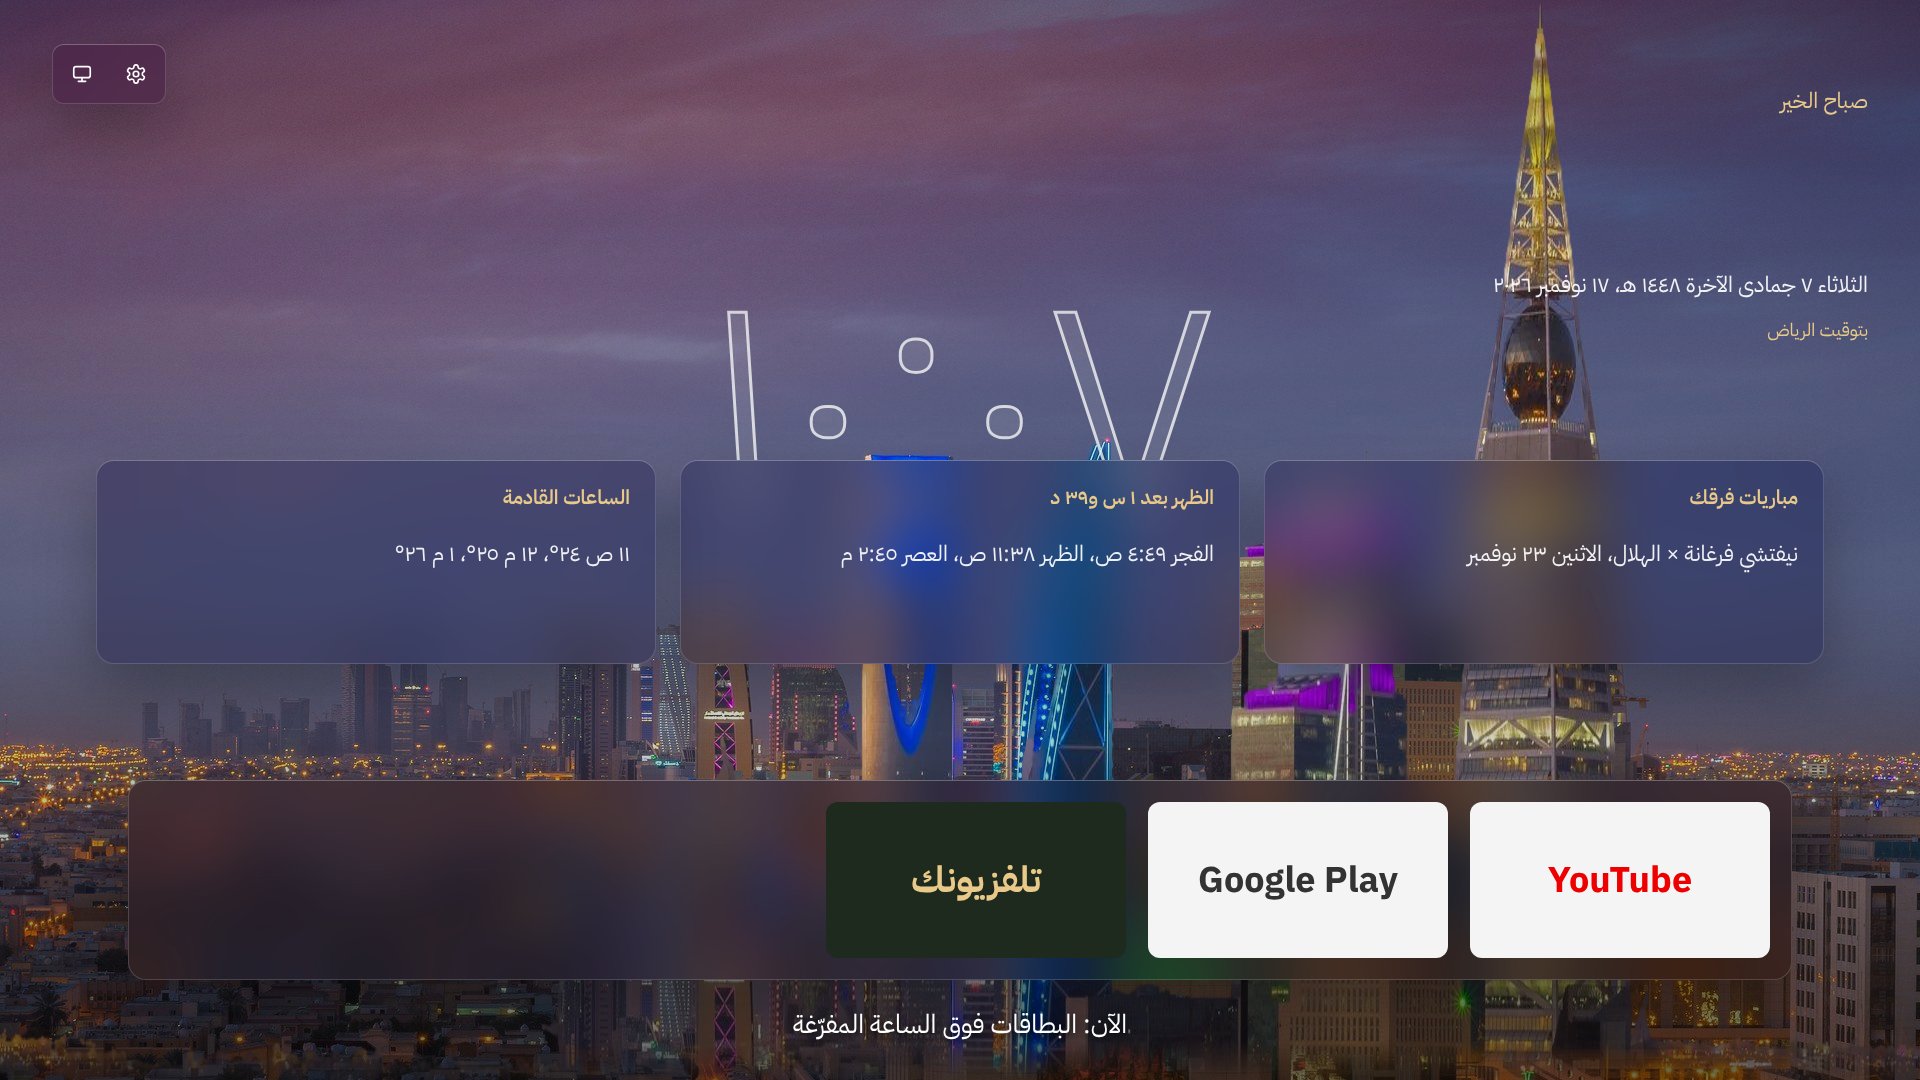 صباح الخير
الثلاثاء ٧ جمادى الآخرة ١٤٤٨ هـ، ١٧ نوفمبر ٢٠٢٦
بتوقيت الرياض
١٠:٠٧
مباريات فرقك
نيفتشي فرغانة × الهلال، الاثنين ٢٣ نوفمبر
الظهر بعد ١ س و٣٩ د
الفجر ٤:٤٩ ص، الظهر ١١:٣٨ ص، العصر ٢:٤٥ م
الساعات القادمة
١١ ص ٢٤°، ١٢ م ٢٥°، ١ م ٢٦°
YouTube
Google Play
تلفزيونك
الآن: البطاقات فوق الساعة المفرّغة